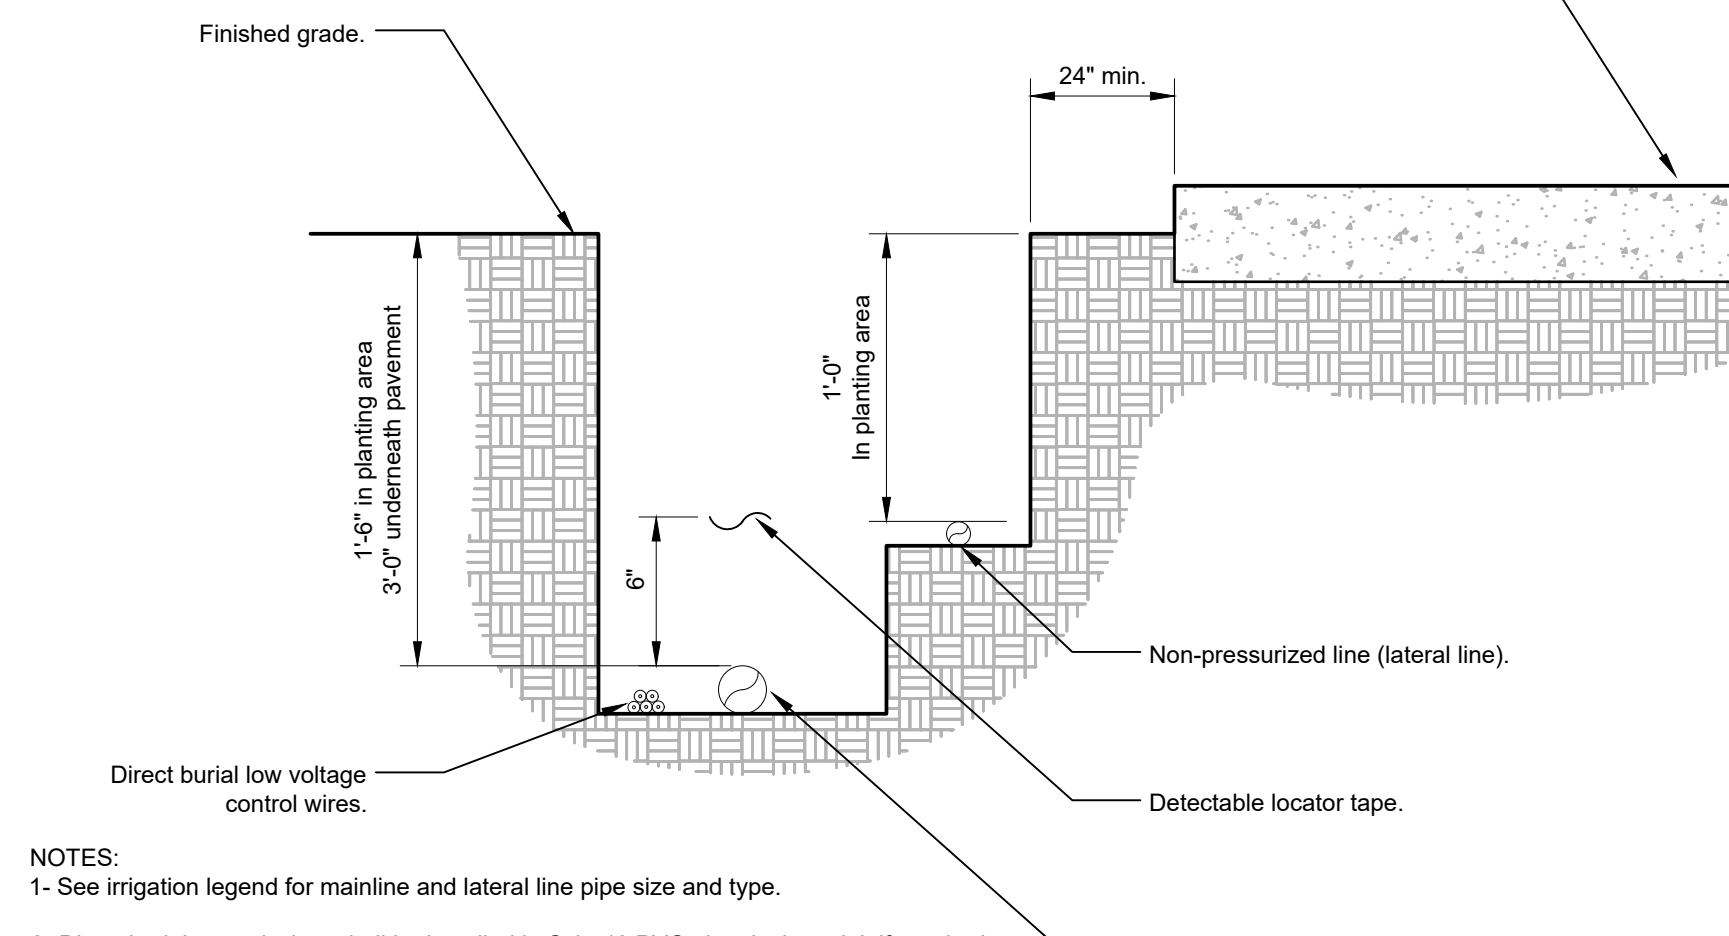 Finished grade.
24" min.
1'-6" in planting area
3'-0" underneath pavement
1'-0"
In planting area
6"
Non-pressurized line (lateral line).
Direct burial low voltage
control wires.
Detectable locator tape.
NOTES:
1- See irrigation legend for mainline and lateral line pipe size and type.